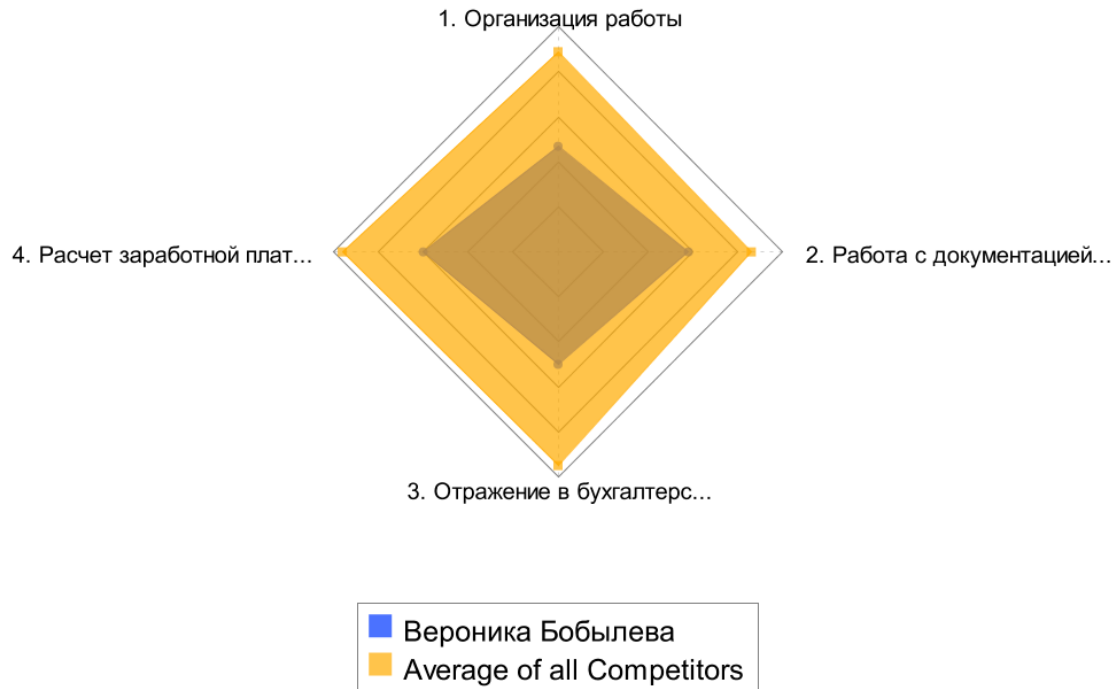 1. Организация работы
4. Расчет заработной плат...
2. Работа с документацией...
3. Отражение в бухгалтерс...
Вероника Бобылева
Average of all Competitors